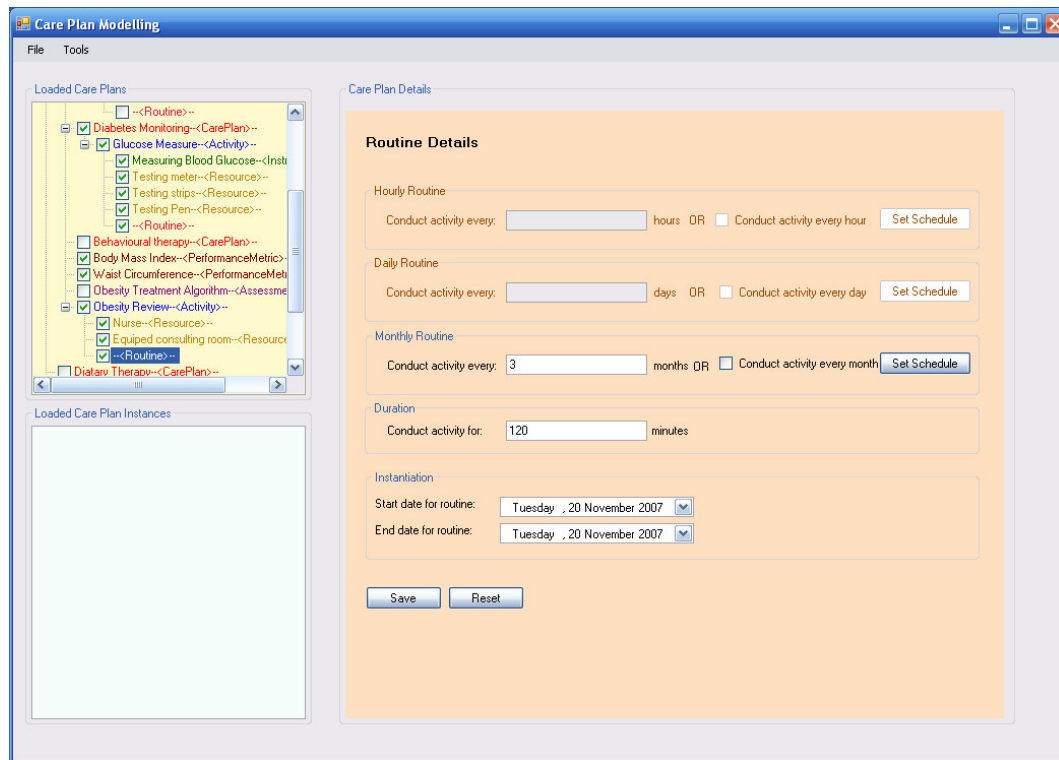 Care Plan Modelling
File Tools
Loaded Care Plans
--<Routine>--
Diabetes Monitoring--<CarePlan>--
Glucose Measure--<Activity>--
Measuring Blood Glucose--<Inst
Testing meter--<Resource>--
Testing strips--<Resource>--
Testing Pen--<Resource>--
--<Routine>--
Behavioural therapy--<CarePlan>--
Body Mass Index--<PerformanceMetric>-
Waist Circumference--<PerformanceMetr
Obesity Treatment Algorithm--<Assessme
Obesity Review--<Activity>--
Nurse--<Resource>--
Equiped consulting room--<Resource
--<Routine>--
Diatary Therapy--<CarePlan>--
Loaded Care Plan Instances
Care Plan Details
Routine Details
Hourly Routine
Conduct activity every: hours OR Conduct activity every hour Set Schedule
Daily Routine
Conduct activity every: days OR Conduct activity every day Set Schedule
Monthly Routine
Conduct activity every: 3 months OR Conduct activity every month Set Schedule
Duration
Conduct activity for: 120 minutes
Instantiation
Start date for routine: Tuesday , 20 November 2007
End date for routine: Tuesday , 20 November 2007
Save Reset